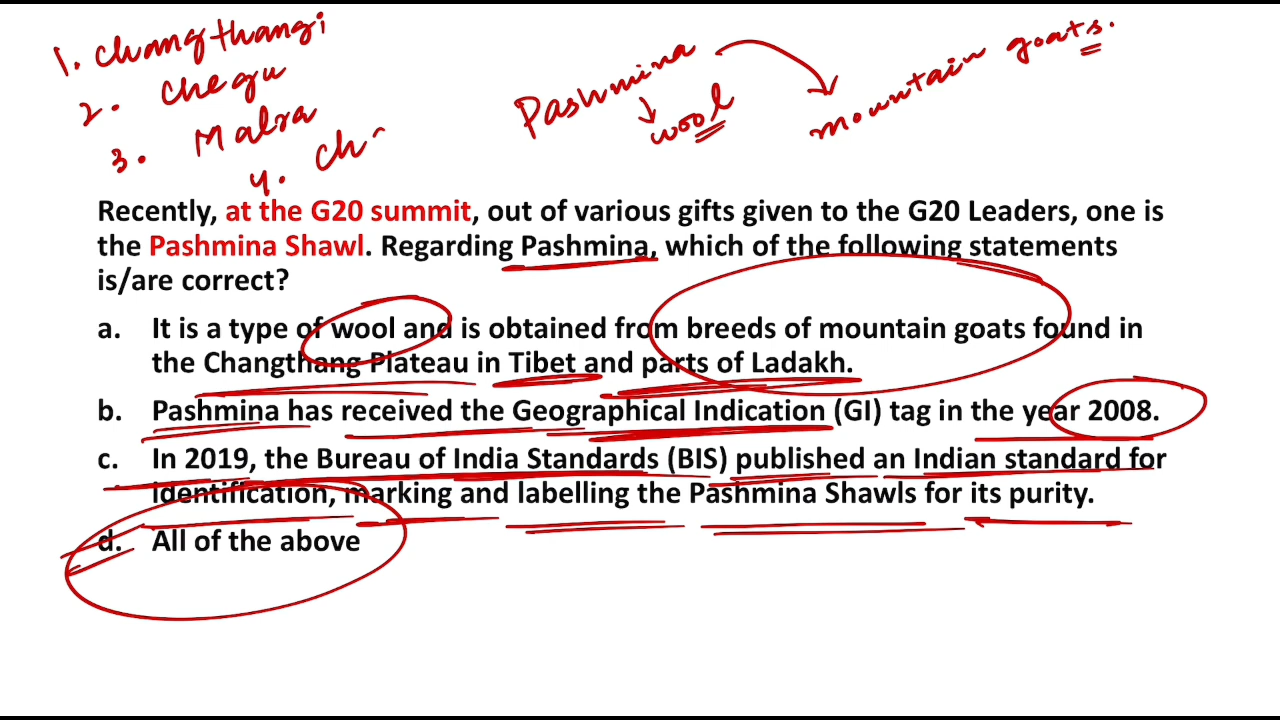 1. Changthangi
2. Chegu
3. Malra
4. Ch
Pashmina
wool
mountain goats.
Recently, at the G20 summit, out of various gifts given to the G20 Leaders, one is
the Pashmina Shawl. Regarding Pashmina, which of the following statements
is/are correct?
a. It is a type of wool and is obtained from breeds of mountain goats found in
the Changthang Plateau in Tibet and parts of Ladakh.
b. Pashmina has received the Geographical Indication (GI) tag in the year 2008.
c. In 2019, the Bureau of India Standards (BIS) published an Indian standard for
identification, marking and labelling the Pashmina Shawls for its purity.
d. All of the above